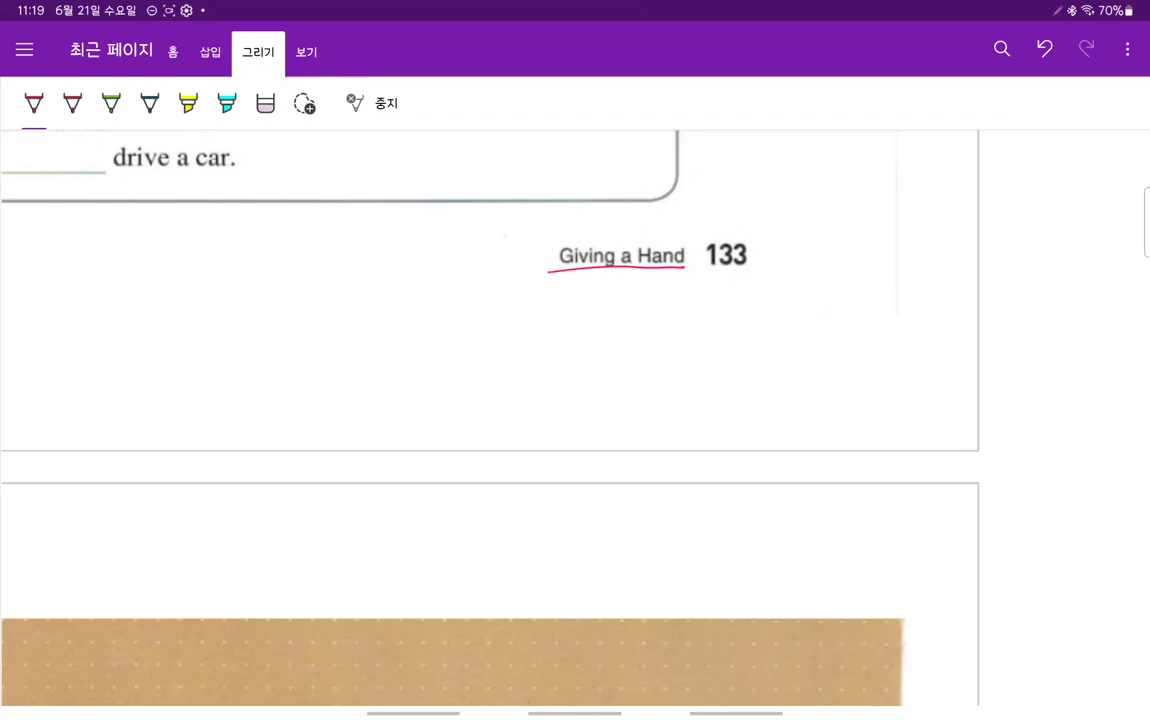 11:19 6월 21일 수요일 70%
최근 페이지 홈 삽입 그리기 보기
중지
drive a car.
Giving a Hand 133